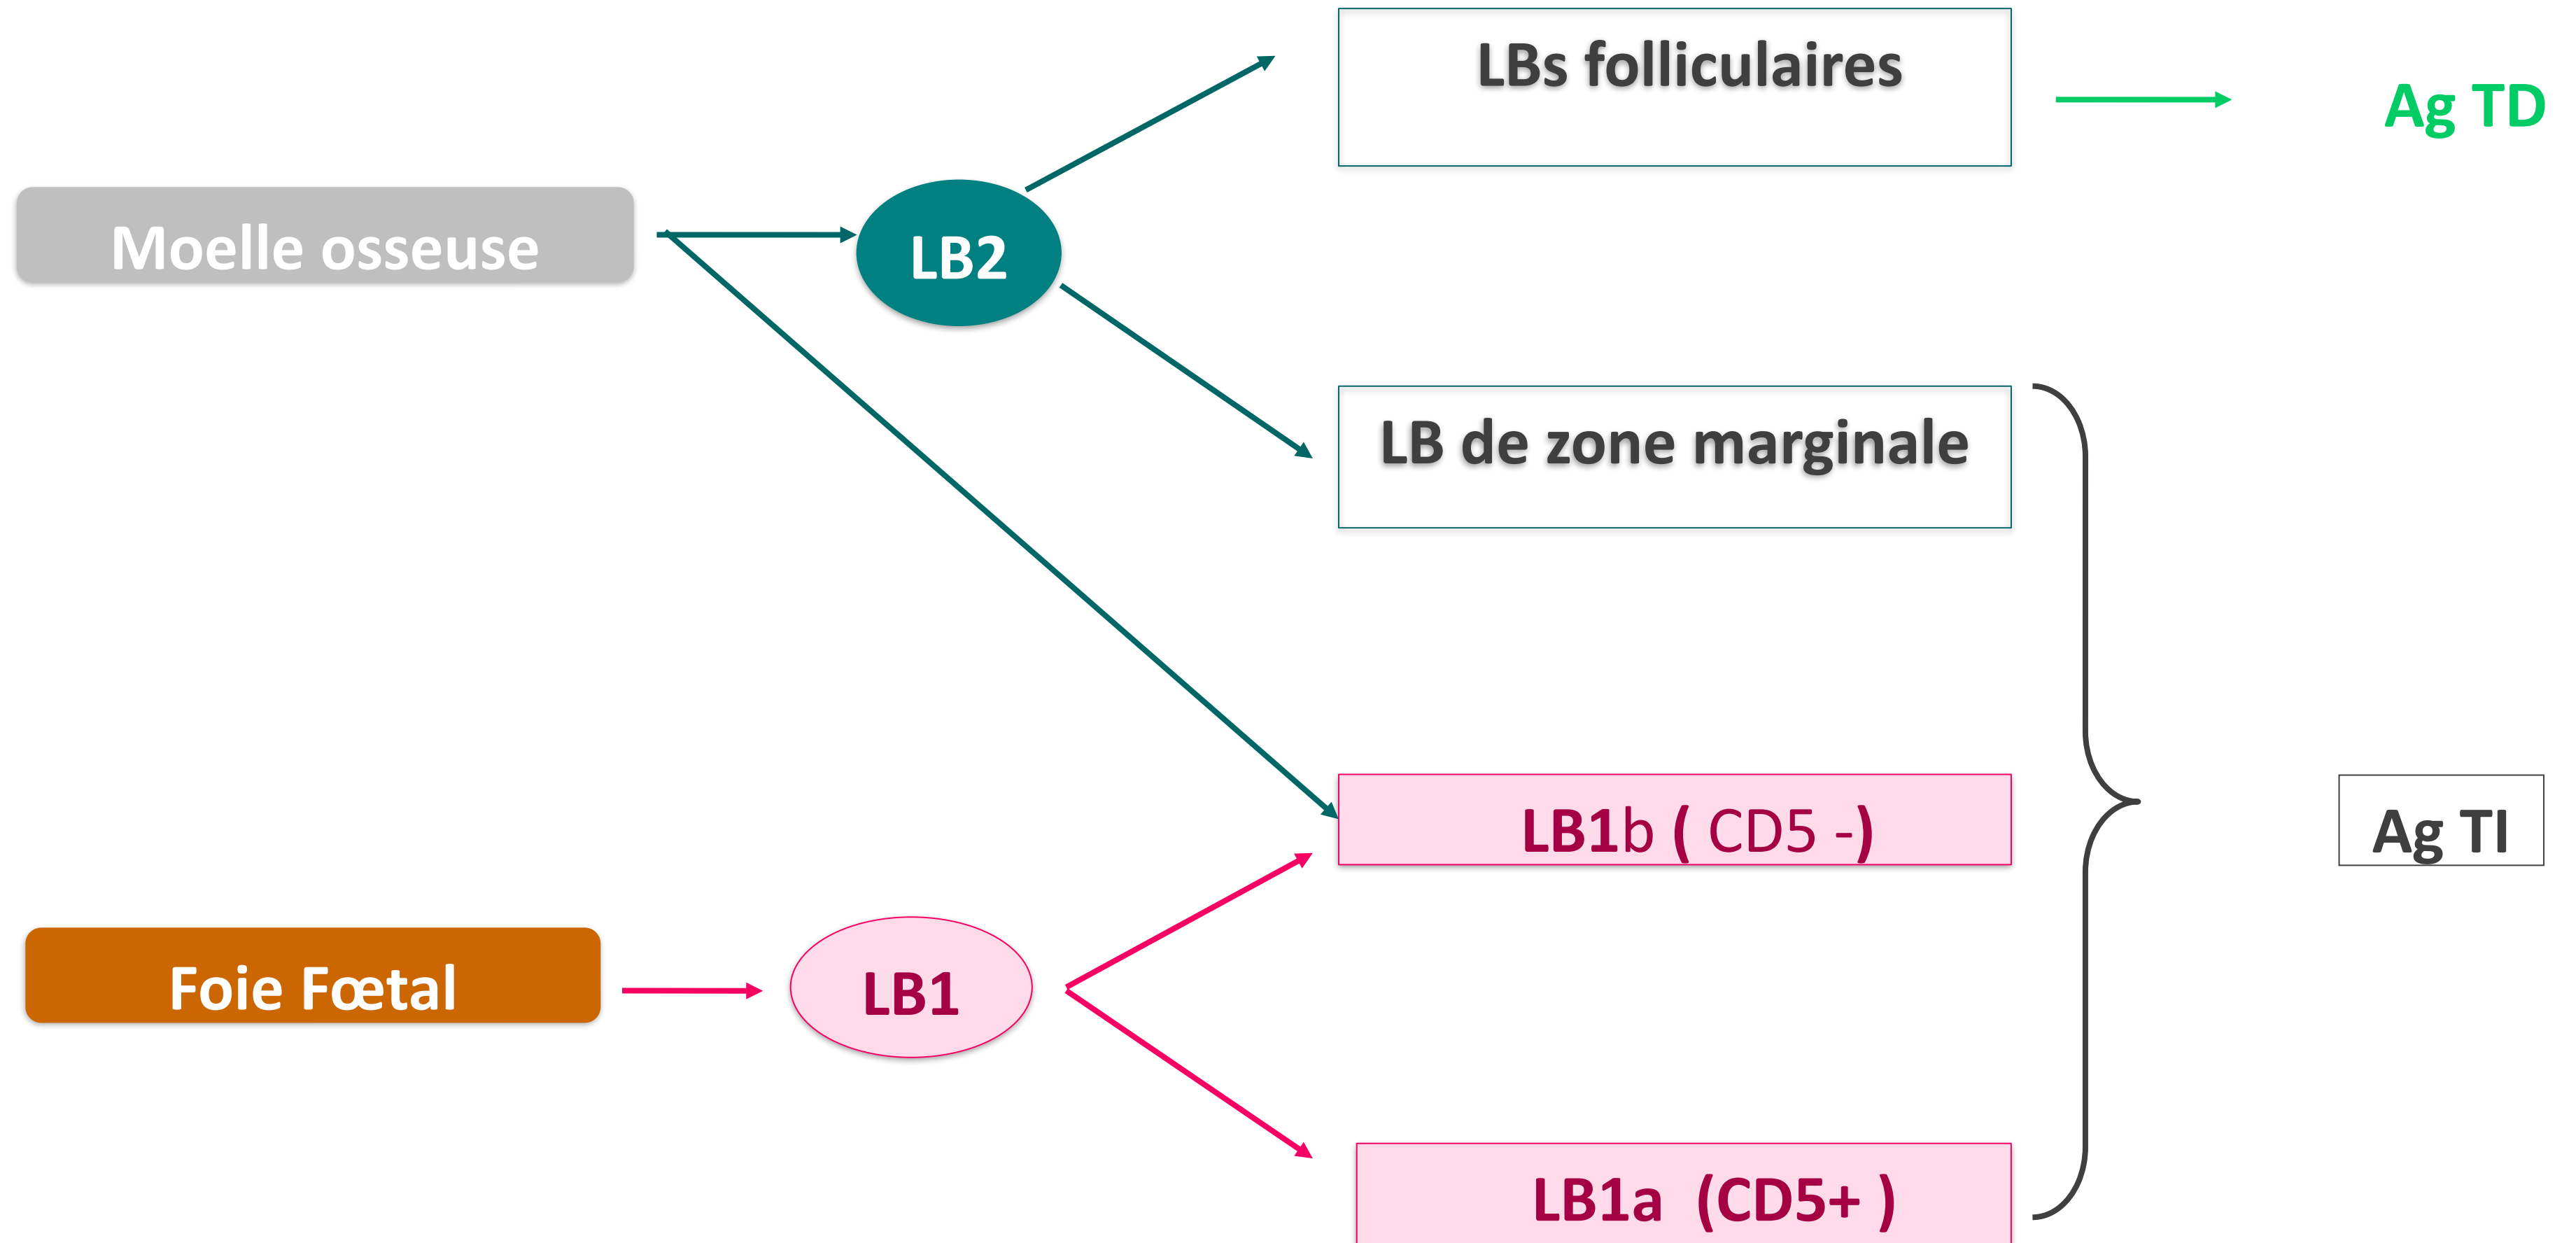 LBs folliculaires
Ag TD
Moelle osseuse
LB2
LB de zone marginale
LB1b ( CD5 -)
Ag TI
Foie Fœtal
LB1
LB1a (CD5+ )